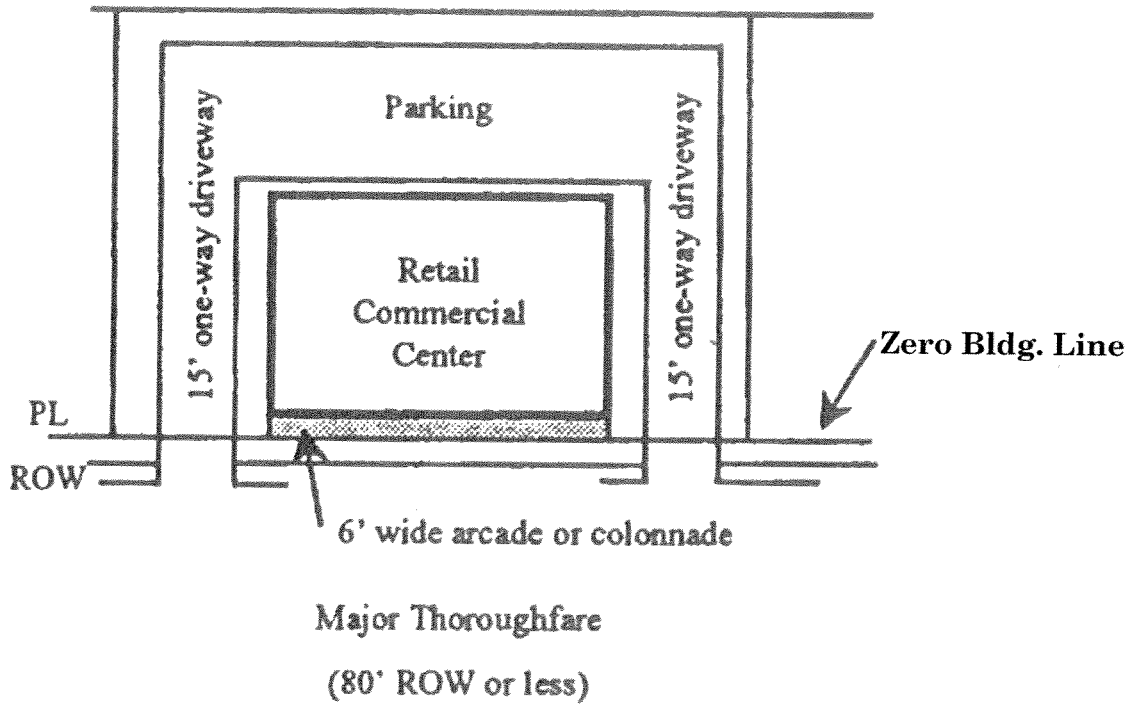 Parking
15' one-way driveway
15' one-way driveway
Retail
Commercial
Center
Zero Bldg. Line
PL
ROW
6' wide arcade or colonnade
Major Thoroughfare
(80' ROW or less)